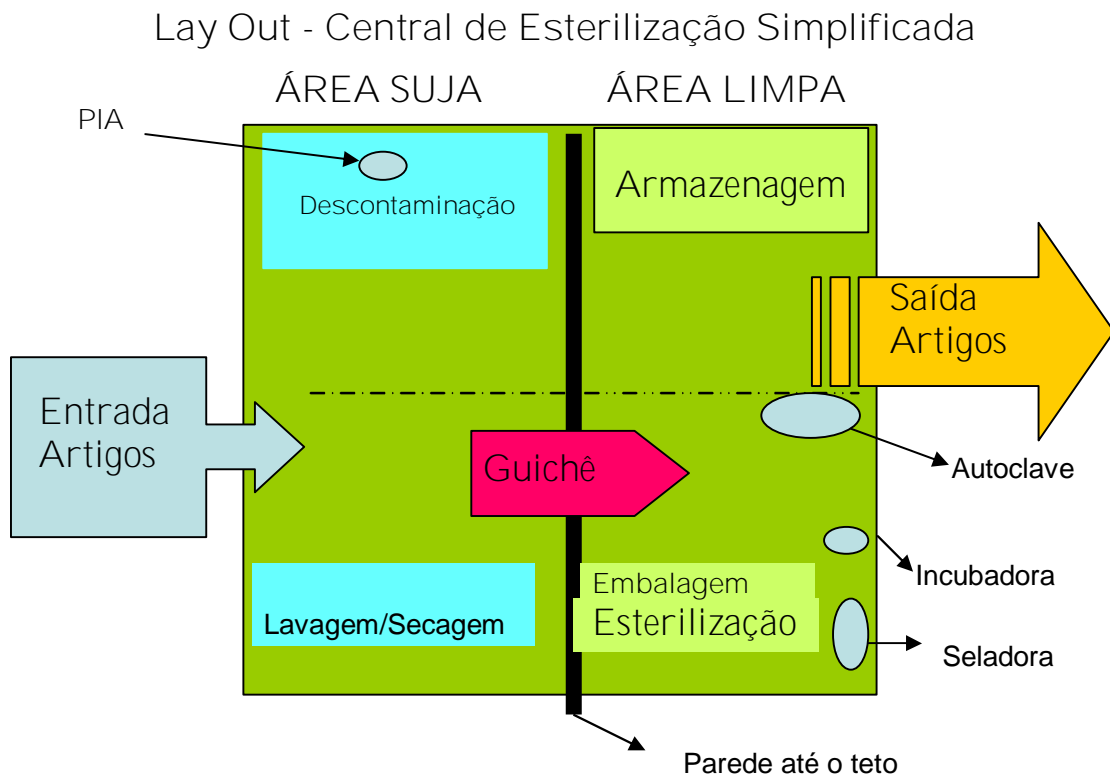 Lay Out - Central de Esterilização Simplificada
ÁREA SUJA
ÁREA LIMPA
PIA
Descontaminação
Armazenagem
Saída
Artigos
Entrada
Artigos
Guichê
Autoclave
Incubadora
Embalagem
Esterilização
Lavagem/Secagem
Seladora
Parede até o teto